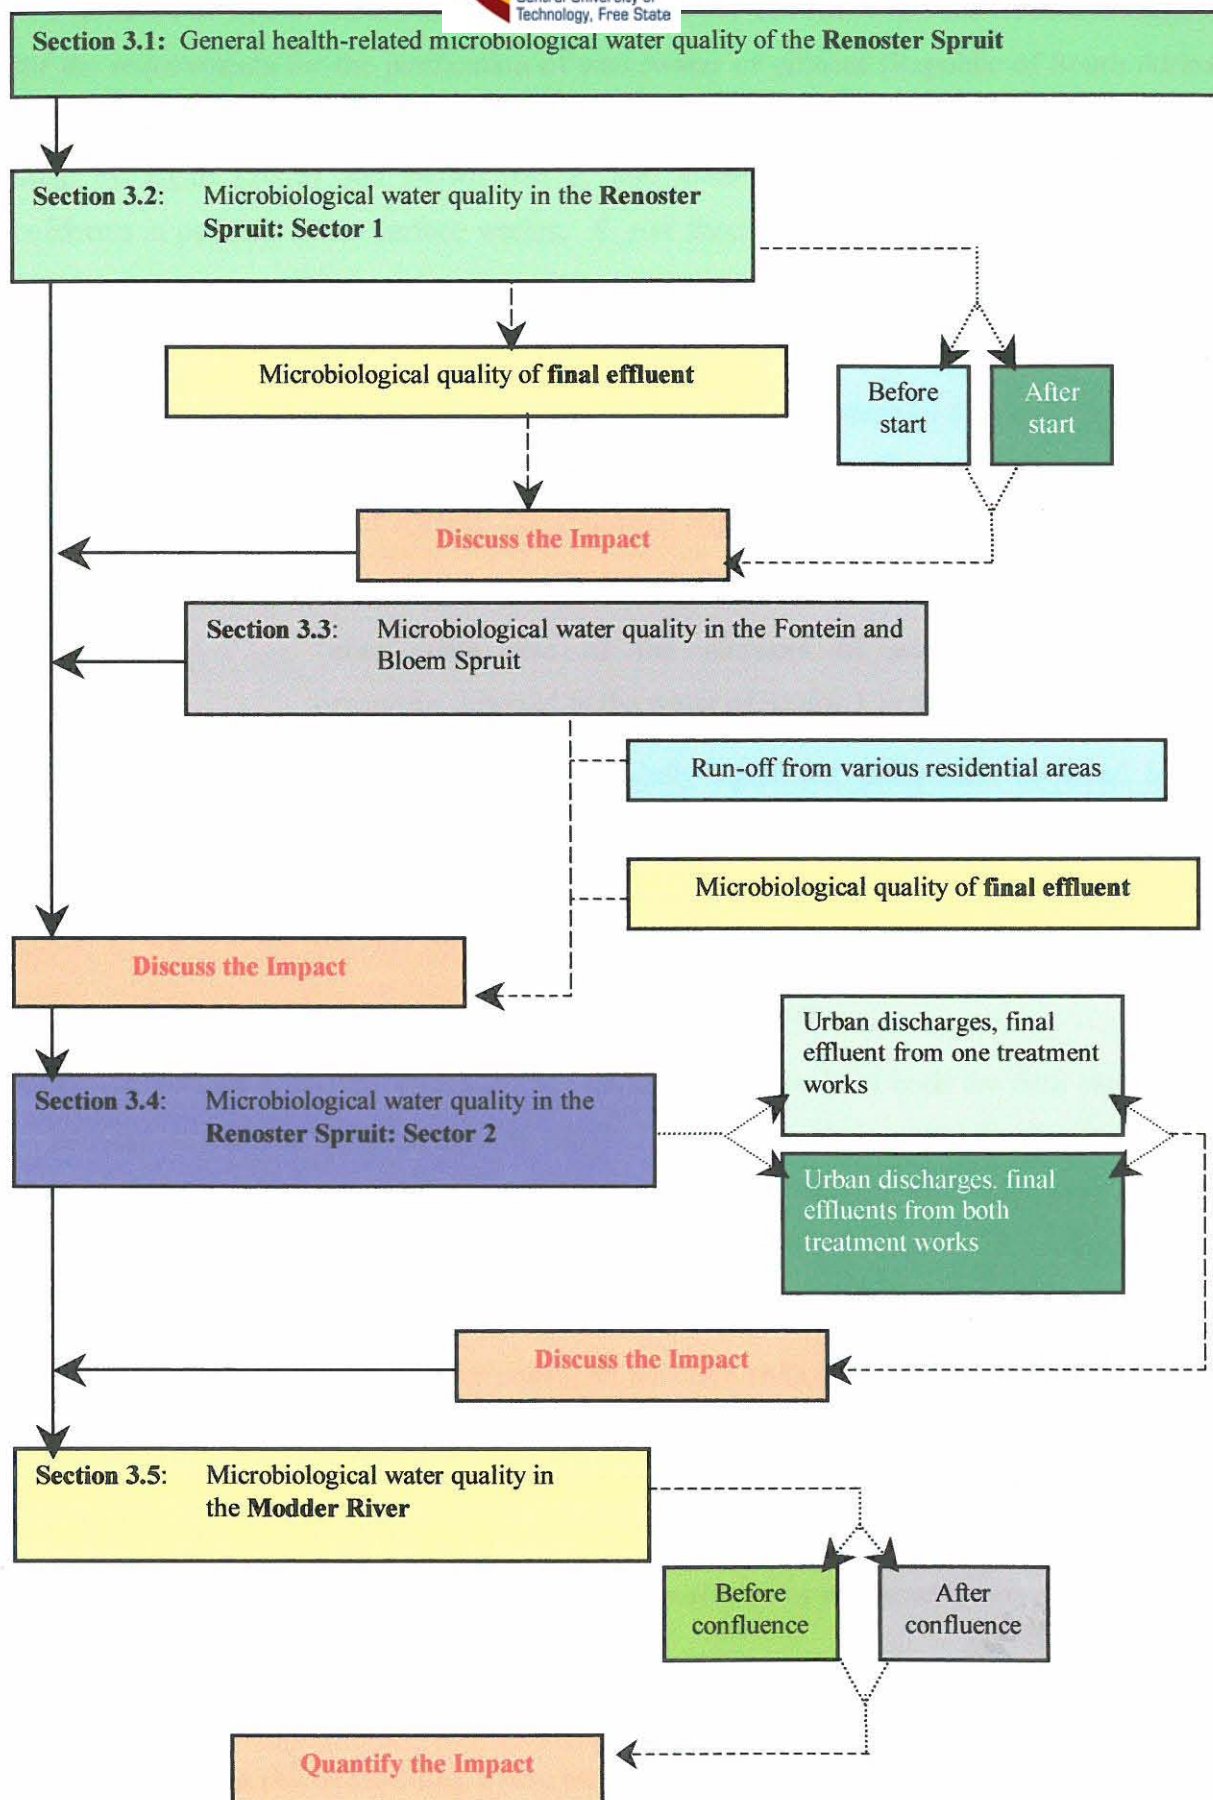 Technology, Free State
Section 3.1: General health-related microbiological water quality of the Renoster Spruit
Section 3.2: Microbiological water quality in the Renoster
Spruit: Sector 1
Microbiological quality of final effluent
Before
start
After
start
Discuss the Impact
Section 3.3: Microbiological water quality in the Fontein and
Bloem Spruit
Run-off from various residential areas
Microbiological quality of final effluent
Discuss the Impact
Urban discharges, final
effluent from one treatment
works
Section 3.4: Microbiological water quality in the
Renoster Spruit: Sector 2
Urban discharges. final
effluents from both
treatment works
Discuss the Impact
Section 3.5: Microbiological water quality in
the Modder River
Before
confluence
After
confluence
Quantify the Impact